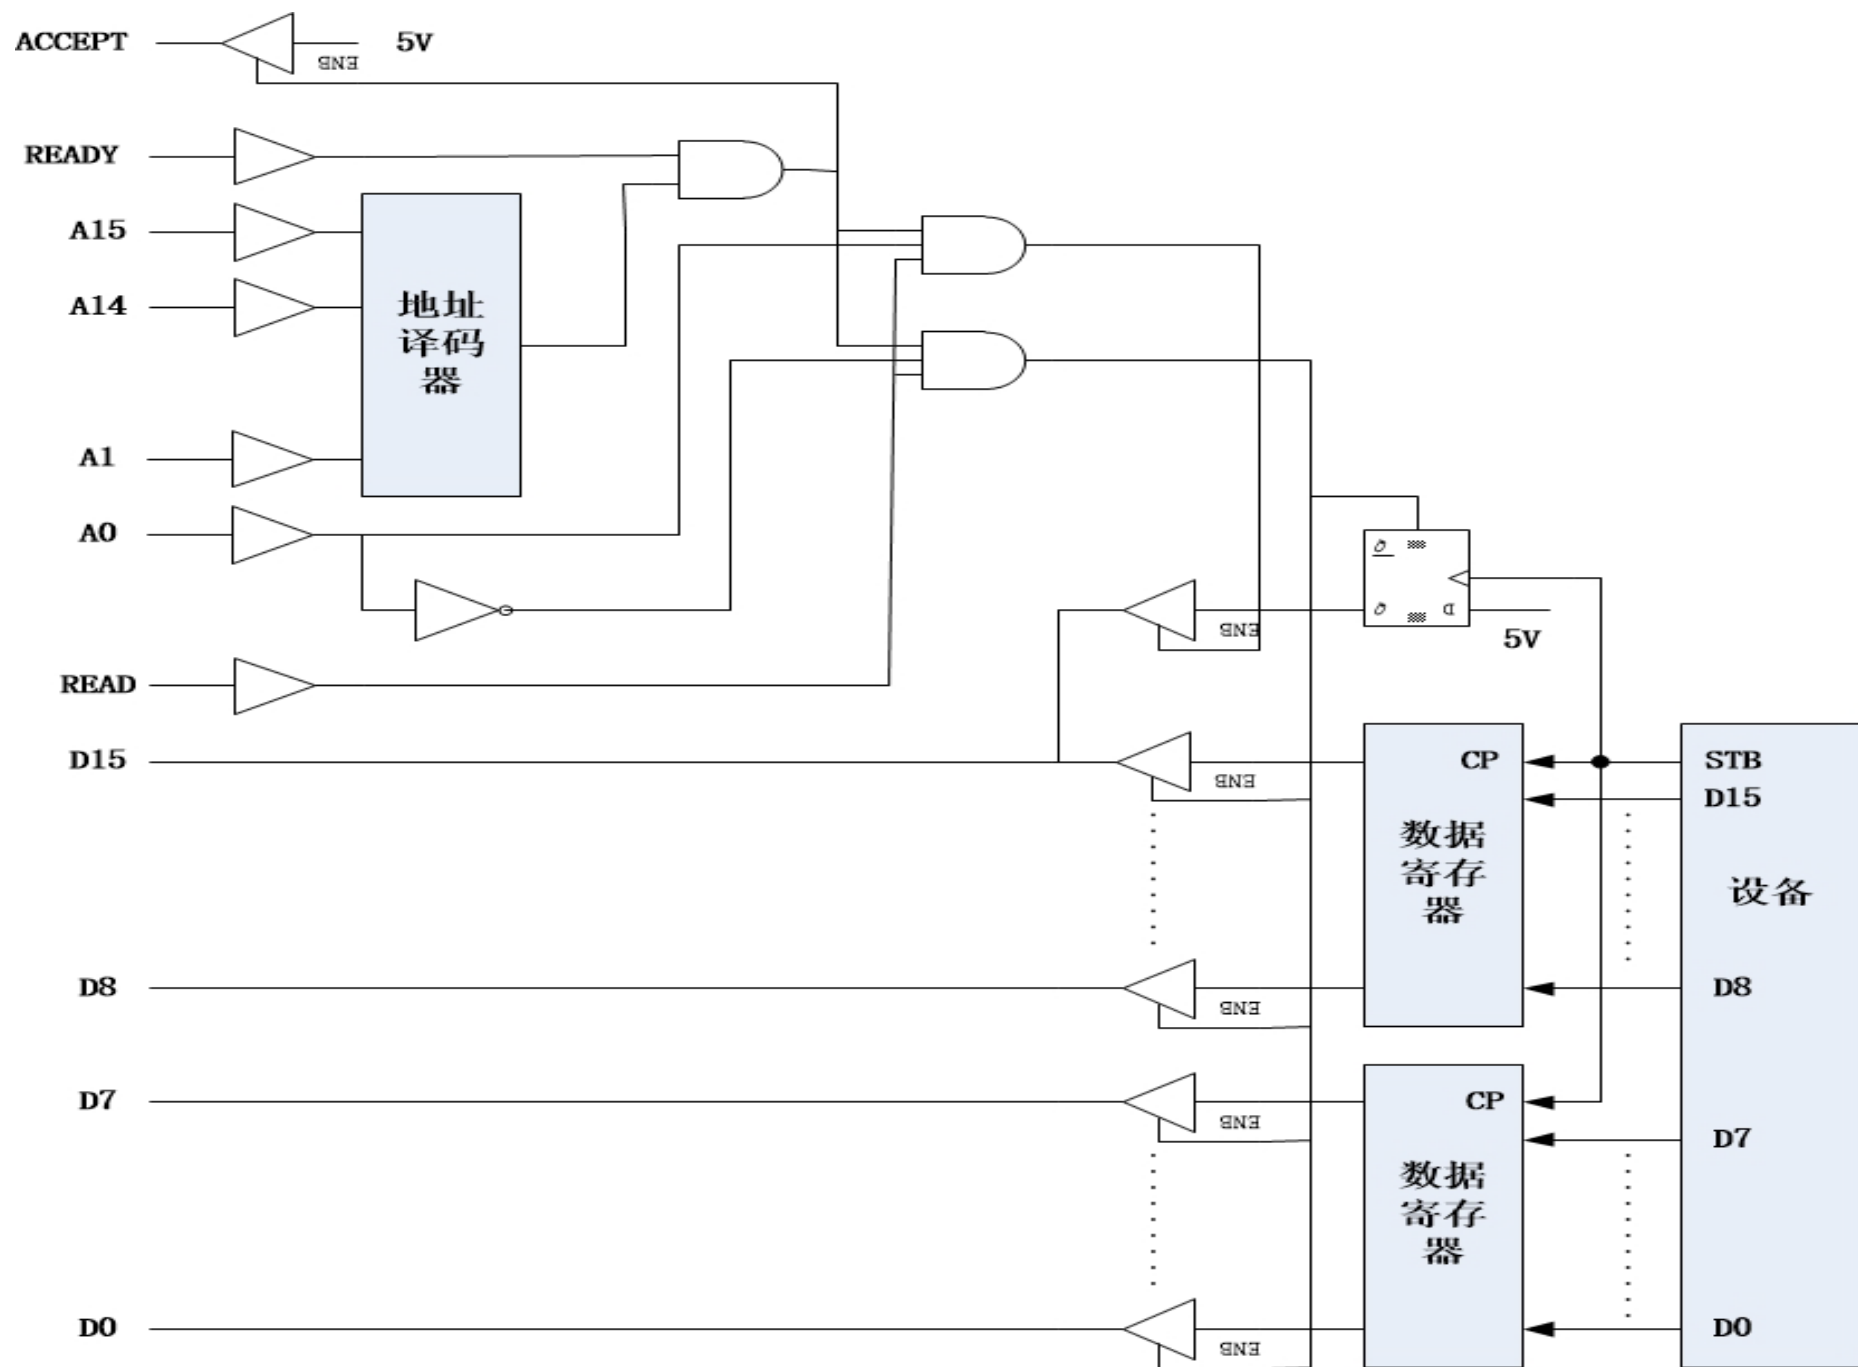 ACCEPT
5V
ENB
READY
A15
A14
地址
译码
器
A1
A0
READ
Q
Q
D
5V
ENB
D15
ENB
CP
STB
D15
数据
寄存
器
设备
D8
ENB
D8
D7
ENB
CP
D7
数据
寄存
器
D0
ENB
D0